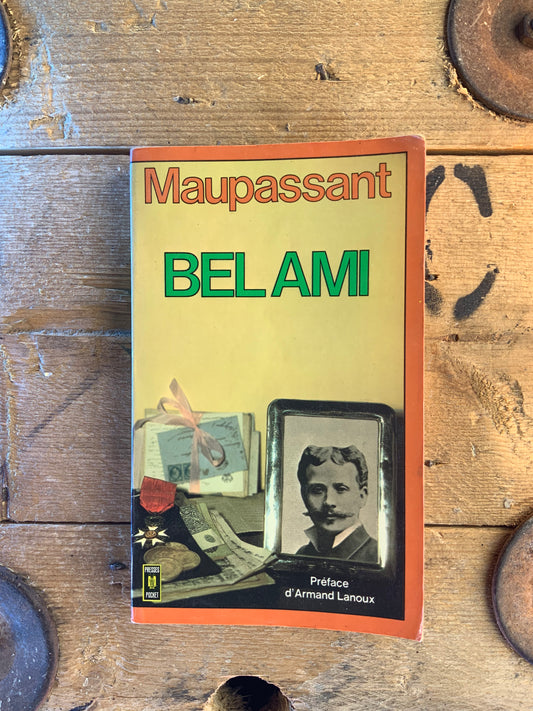 Maupassant
BEL AMI
Préface
d'Armand Lanoux
PRESSES
POCKET